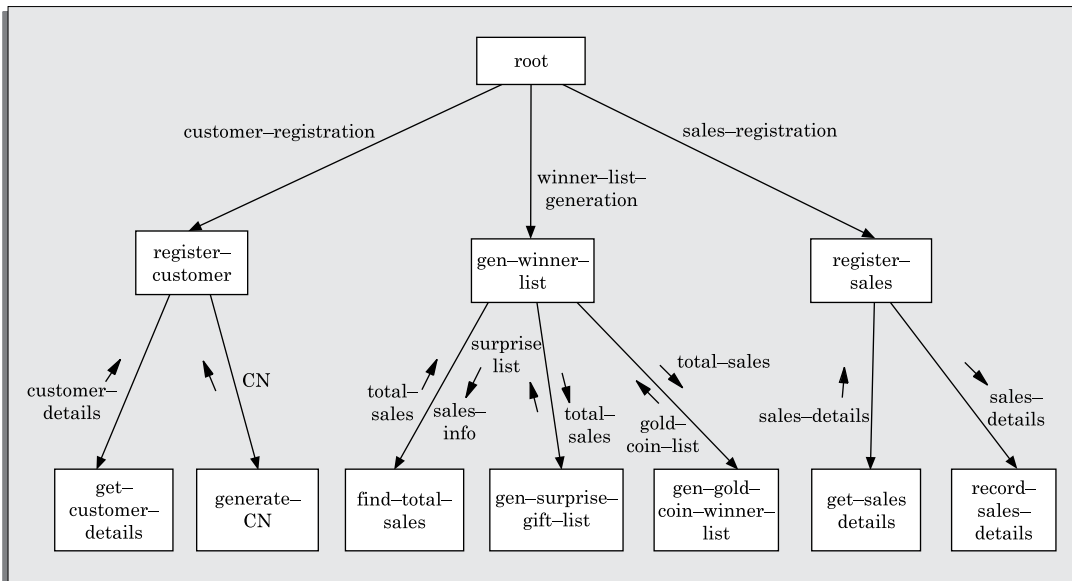 root
customer–registration
sales–registration
winner–list–
generation
register–
customer
gen–winner–
list
register–
sales
customer–
details
CN
total–
sales
surprise
list
sales–
info
total–
sales
total–sales
gold–
coin–list
sales–details
sales–
details
get–
customer–
details
generate–
CN
find–total–
sales
gen–surprise–
gift–list
gen–gold–
coin–winner–
list
get–sales
details
record–
sales–
details